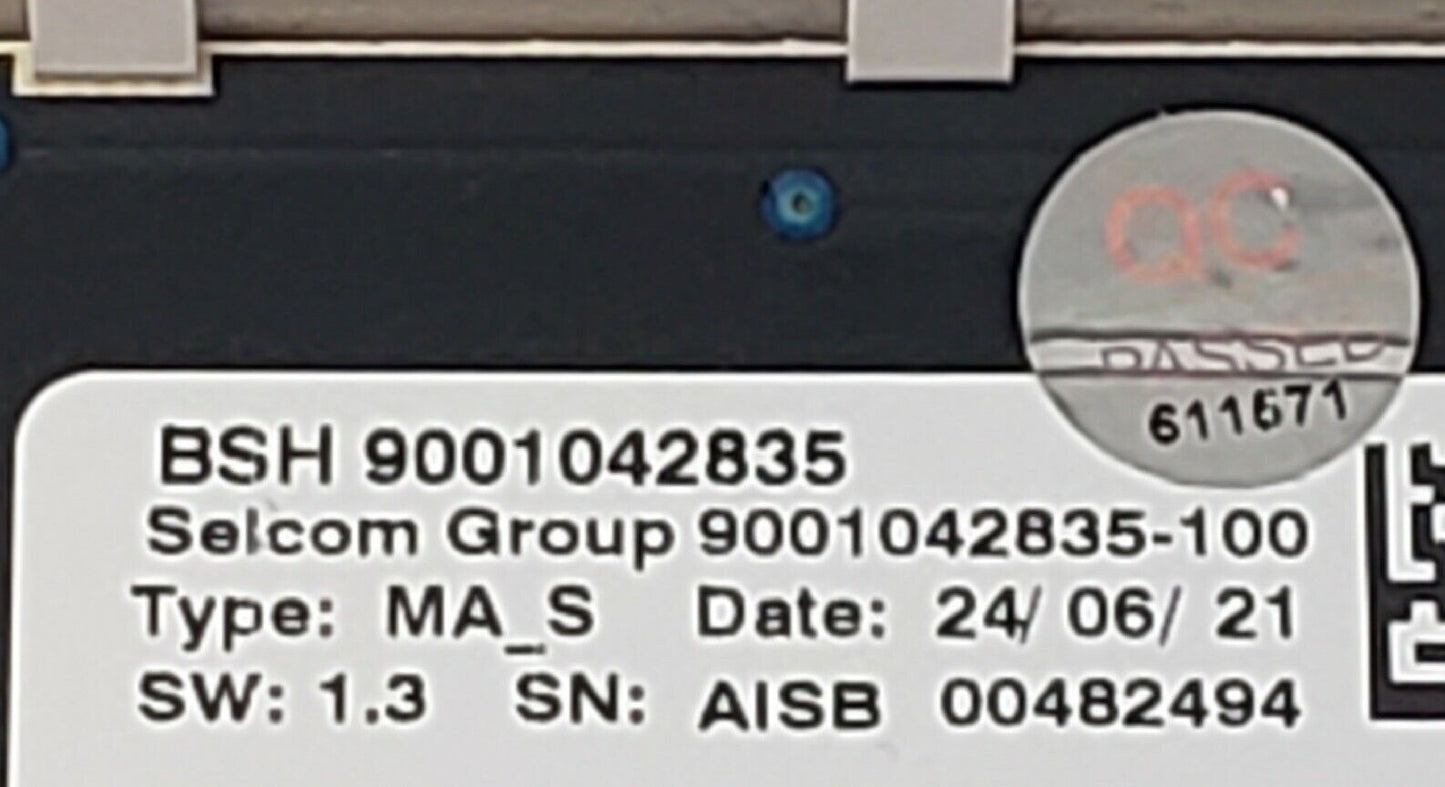 QC
PASSED
611671
BSH 9001042835
Selcom Group 9001042835-100
Type: MA_S Date: 24/ 06/ 21
SW: 1.3 SN: AISB 00482494